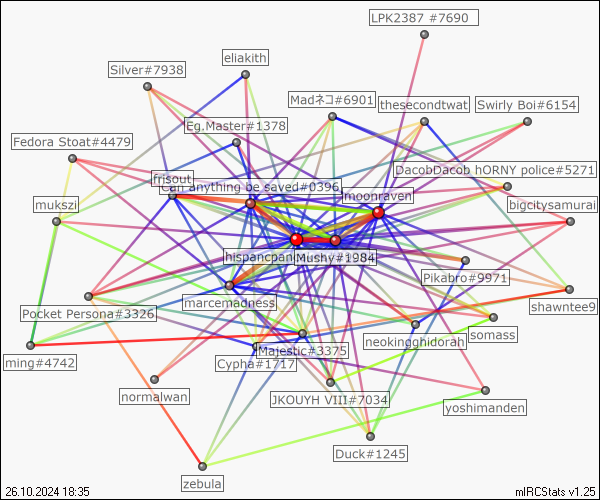 LPK2387 #7690
eliakith
Silver#7938
Madネコ#6901
thesecondtwat
Swirly Boi#6154
Eg.Master#1378
Fedora Stoat#4479
DacobDacob hORNY police#5271
frisout
Can anything be saved#0396
moonraven
mukszi
bigcitysamurai
hispancpani
Mushy#1984
Pikabro#9971
marcemadness
shawntee9
Pocket Persona#3326
somass
neokingghidorah
Majestic#3375
ming#4742
Cypha#1717
normalwan
JKOUYH VIII#7034
yoshimanden
Duck#1245
zebula
26.10.2024 18:35
mIRCStats v1.25